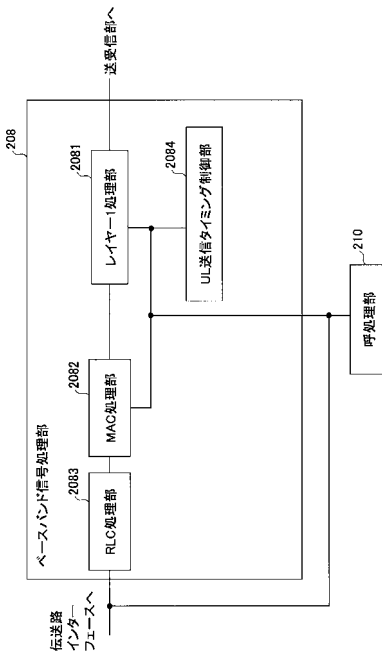 208
ベースバンド信号処理部
伝送路
インター
フェースへ
2083
RLC処理部
2082
MAC処理部
2081
レイヤー1処理部
送受信部へ
2084
UL送信タイミング制御部
210
呼処理部